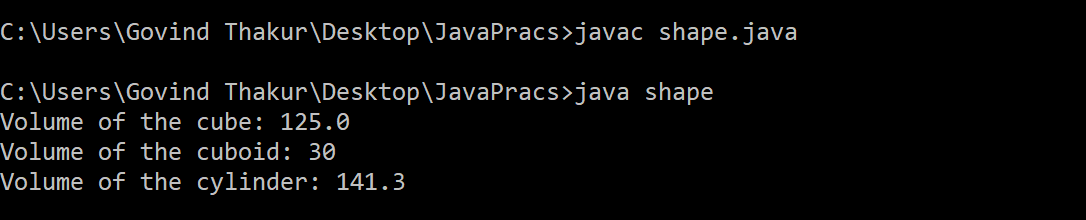 C:\Users\Govind Thakur\Desktop\JavaPracs>javac shape.java
C:\Users\Govind Thakur\Desktop\JavaPracs>java shape
Volume of the cube: 125.0
Volume of the cuboid: 30
Volume of the cylinder: 141.3